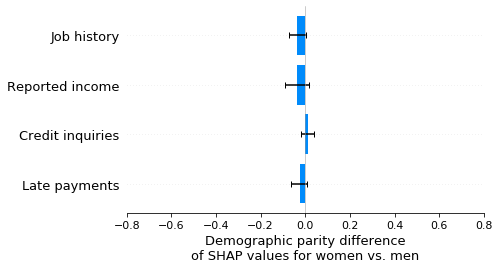 Job history
Reported income
Credit inquiries
Late payments
−0.8 −0.6 −0.4 −0.2 0.0 0.2 0.4 0.6 0.8
Demographic parity difference
of SHAP values for women vs. men